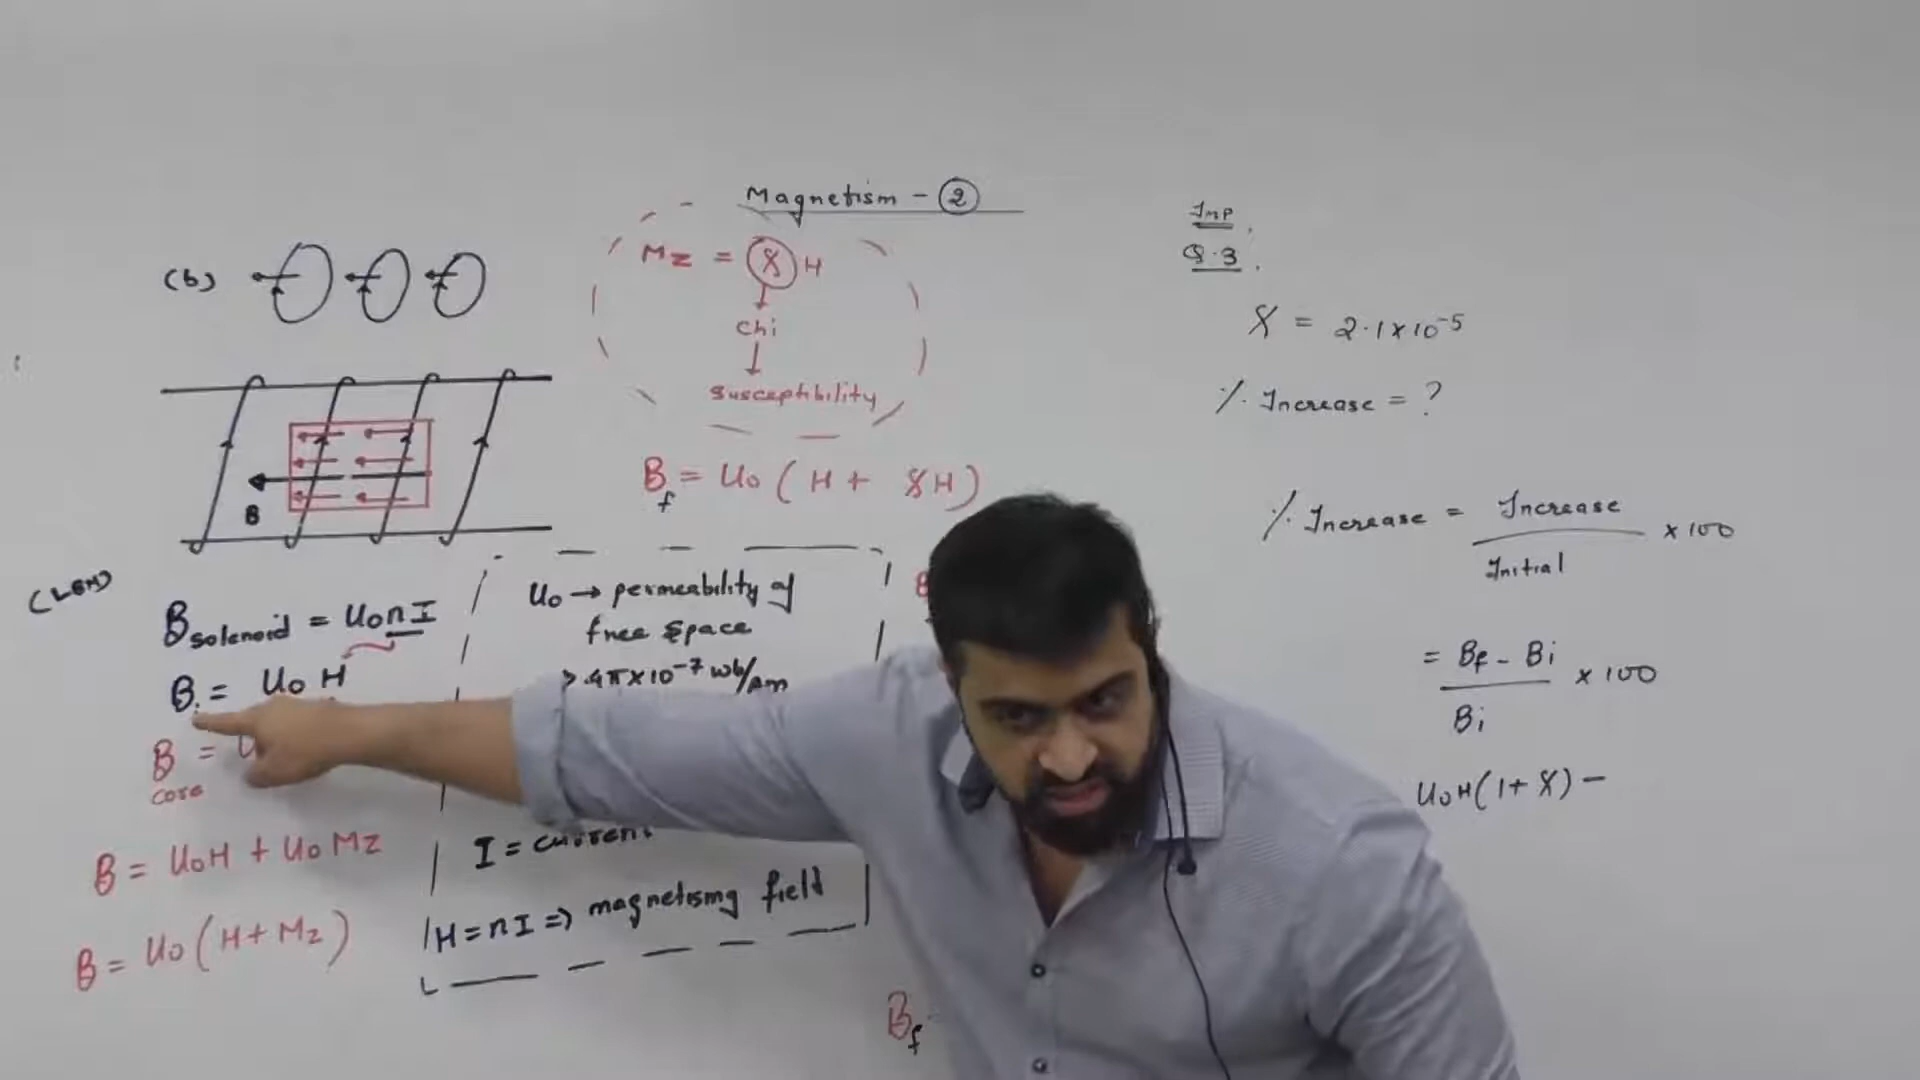 Magnetism - 2
(b)
B
(LBM)
Bsolenoid = U0nI
Bi = U0 H
B =
core
B = U0H + U0 Mz
B = U0 (H + Mz)
Mz = χ H
Chi
Susceptibility
Bf = U0 ( H + χH)
U0 → permeability of
free space
4π×10⁻⁷ wb/Am
I = current
H = nI => magnetising field
Bf
Imp.
Q.3.
χ = 2.1×10⁻⁵
% Increase = ?
% Increase = Increase / Initial × 100
= Bf - Bi / Bi × 100
U0H(1 + χ) -